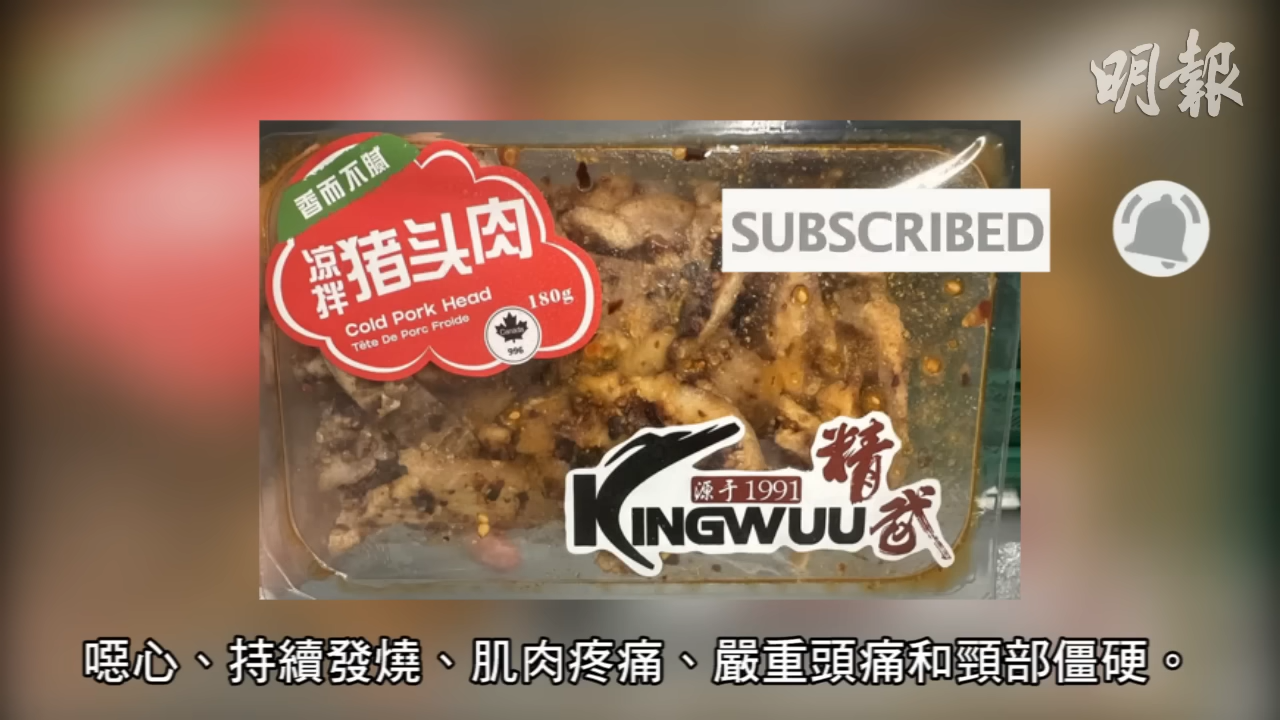 明報
香而不膩
凉拌
猪头肉
180g
Cold Pork Head
Tête De Porc Froide
Canada
996
SUBSCRIBED
源于1991
KINGWUU
精武
噁心、持續發燒、肌肉疼痛、嚴重頭痛和頸部僵硬。